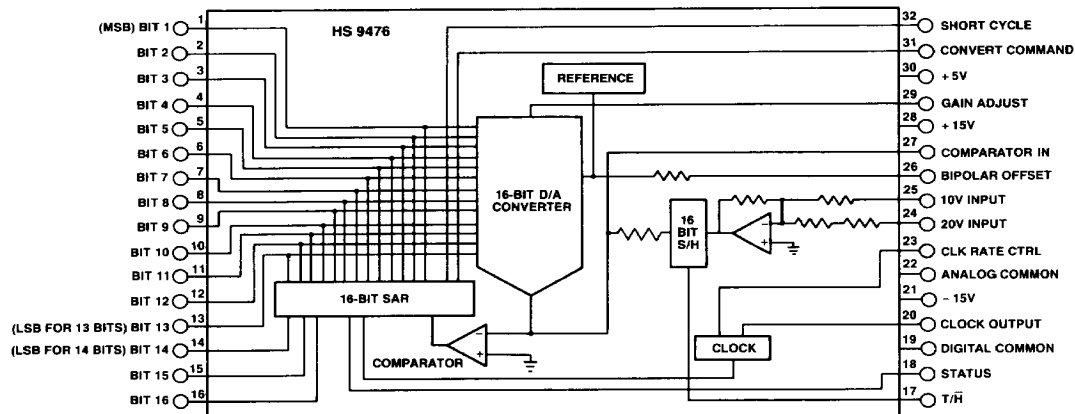 HS 9476
(MSB) BIT 1
1
BIT 2
2
BIT 3
3
BIT 4
4
BIT 5
5
BIT 6
6
BIT 7
7
BIT 8
8
BIT 9
9
BIT 10
10
BIT 11
11
BIT 12
12
(LSB FOR 13 BITS) BIT 13
13
(LSB FOR 14 BITS) BIT 14
14
BIT 15
15
BIT 16
16
REFERENCE
16-BIT D/A
CONVERTER
16
BIT
S/H
- +
16-BIT SAR
COMPARATOR
- +
CLOCK
32
SHORT CYCLE
31
CONVERT COMMAND
30
+ 5V
29
GAIN ADJUST
28
+ 15V
27
COMPARATOR IN
26
BIPOLAR OFFSET
25
10V INPUT
24
20V INPUT
23
CLK RATE CTRL
22
ANALOG COMMON
21
– 15V
20
CLOCK OUTPUT
19
DIGITAL COMMON
18
STATUS
17
T/H̅